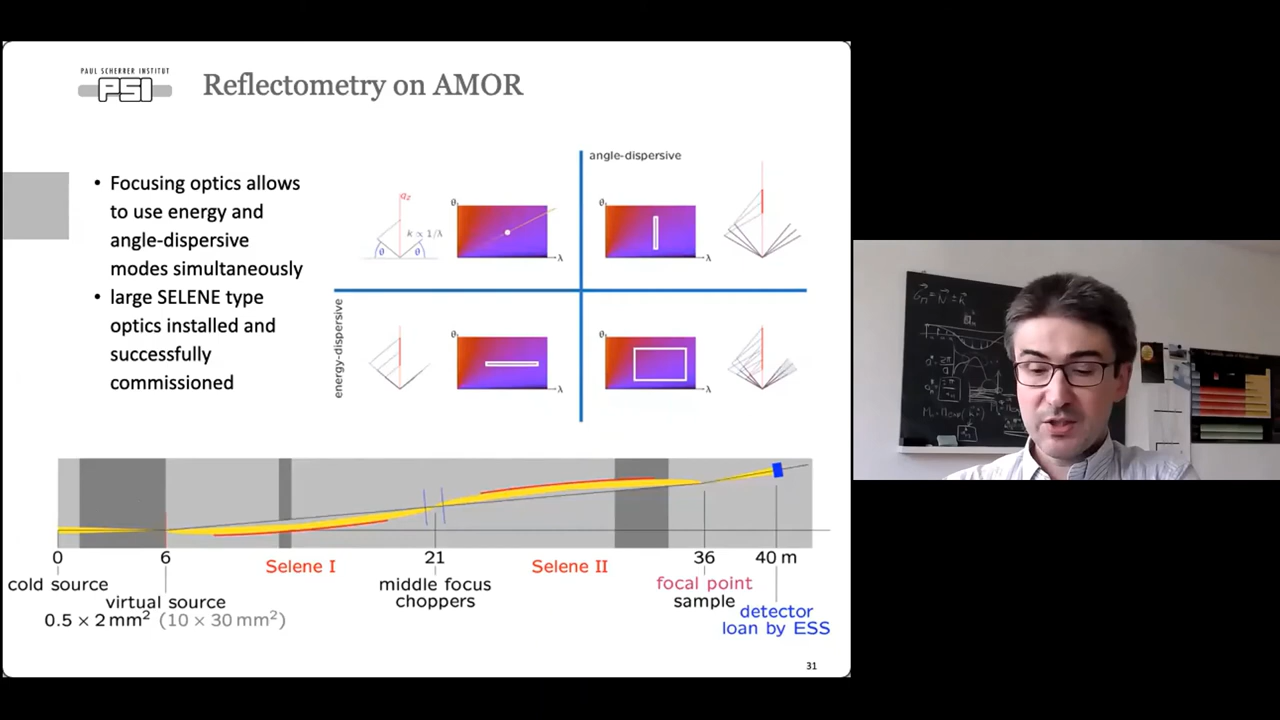 PAUL SCHERRER INSTITUT
PSI
Reflectometry on AMOR
• Focusing optics allows
to use energy and
angle-dispersive
modes simultaneously
• large SELENE type
optics installed and
successfully
commissioned
angle-dispersive
energy-dispersive
qz
k ∝ 1/λ
θ θ
θ λ
θ λ
θ λ
θ λ
0 6 21 36 40 m
Selene I Selene II
cold source
virtual source
0.5 × 2 mm² (10 × 30 mm²)
middle focus
choppers
focal point
sample
detector
loan by ESS
31